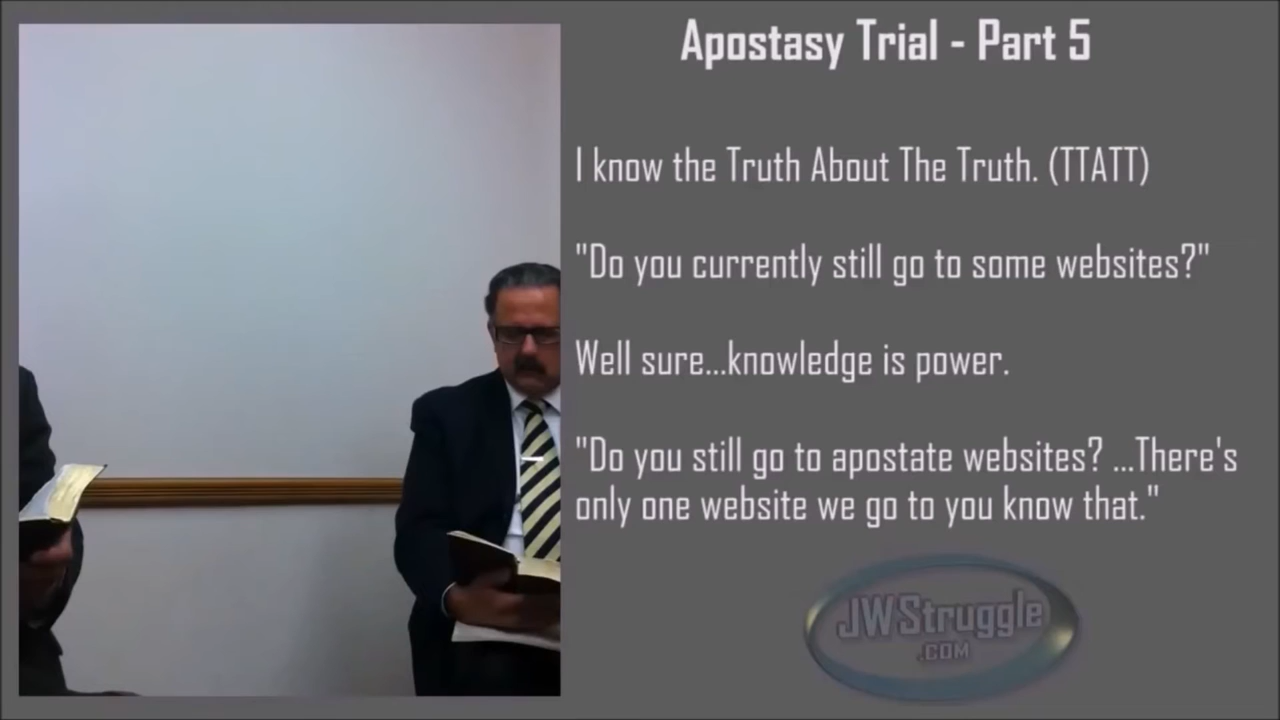 Apostasy Trial - Part 5
I know the Truth About The Truth. (TTATT)
"Do you currently still go to some websites?"
Well sure...knowledge is power.
"Do you still go to apostate websites? ...There's
only one website we go to you know that."
JWStruggle
.COM